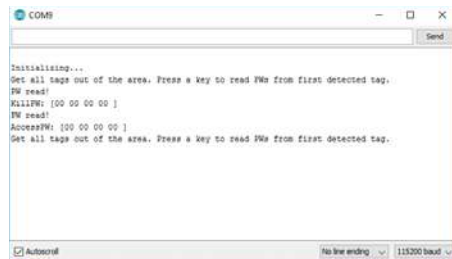 COM9
Send
Initializing...
Get all tags out of the area. Press a key to read PWs from first detected tag.
PW read!
KillPW: [00 00 00 00 ]
PW read!
AccessPW: [00 00 00 00 ]
Get all tags out of the area. Press a key to read PWs from first detected tag.
Autoscroll
No line ending
115200 baud